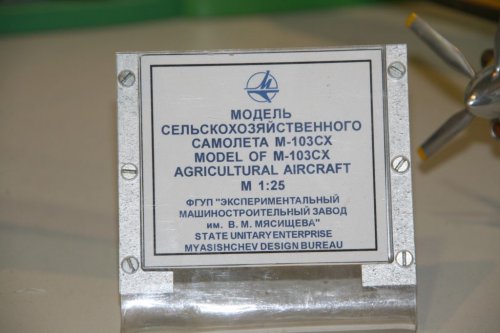 МОДЕЛЬ
СЕЛЬСКОХОЗЯЙСТВЕННОГО
САМОЛЕТА М-103СХ
MODEL OF M-103CX
AGRICULTURAL AIRCRAFT
М 1:25
ФГУП "ЭКСПЕРИМЕНТАЛЬНЫЙ
МАШИНОСТРОИТЕЛЬНЫЙ ЗАВОД
им. В. М. МЯСИЩЕВА"
STATE UNITARY ENTERPRISE
MYASISHCHEV DESIGN BUREAU